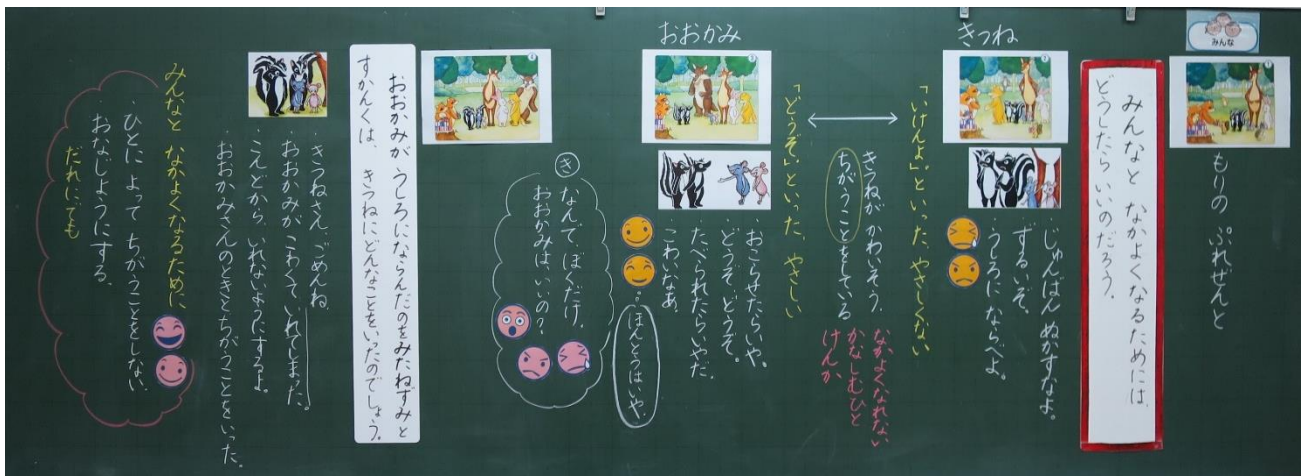 みんな
もりの ぷれぜんと
みんなと なかよくなるためには、
どうしたら いいのだろう。
きつね
「いけんよ。」といった、やさしくない
じゅんばん ぬかすなよ。
ずるいぞ。
うしろに ならべよ。
きつねが かわいそう。
ちがうことをしている
なかよくなれない
かなしむひと
けんか
おおかみ
「どうぞ。」といった、やさしい
おこらせたらいや。
どうぞ、どうぞ。
たべられたらいやだ。
こわいなあ。
ほんとうはいや。
き
なんで ぼくだけ。
おおかみは、いいの?
おおかみが うしろにならんだのをみたねずみと
すかんくは、きつねにどんなことをいったのでしょう。
・きつねさん、ごめんね。
おおかみが こわくて、いれてしまった。
・こんどから いれないようにするよ。
・おおかみさんのときと ちがうことをいった。
みんなと なかよくなるために
・ひとに よって ちがうことをしない。
・おなじようにする。
だれにでも